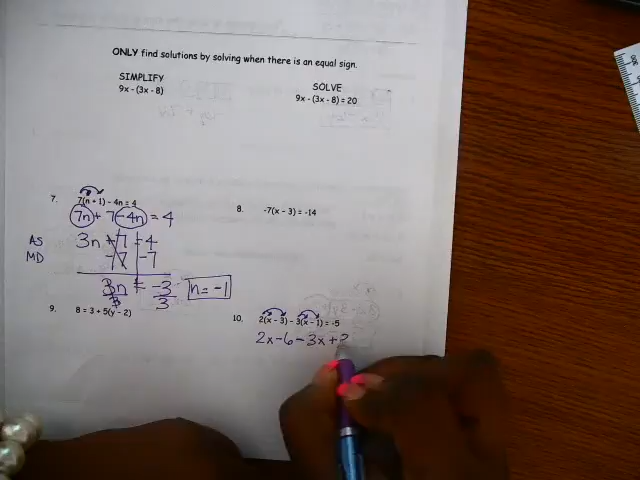 ONLY find solutions by solving when there is an equal sign.
SIMPLIFY
9x - (3x - 8)
SOLVE
9x - (3x - 8) = 20
7. 7(n + 1) - 4n = 4
7n + 7 - 4n = 4
AS 3n + 7 = 4
MD - 7 - 7
3n = -3
3 3
n = -1
8. -7(x - 3) = -14
9. 8 = 3 + 5(y - 2)
10. 2(x - 3) - 3(x - 1) = -5
2x - 6 - 3x +